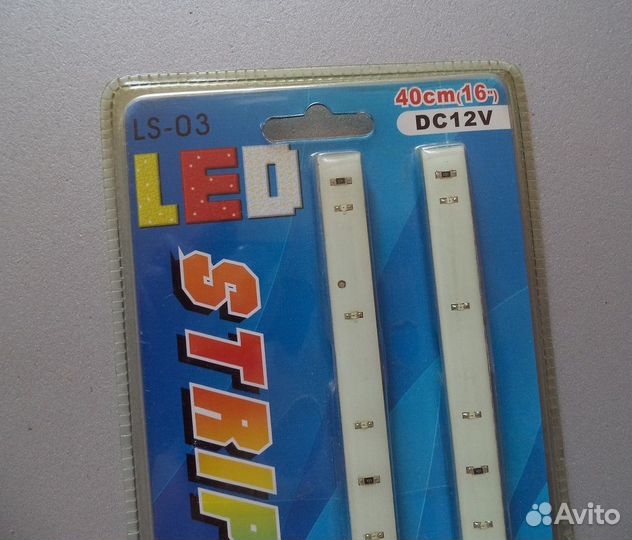 LS-03
40cm(16")
DC12V
LED
STRIP
Avito